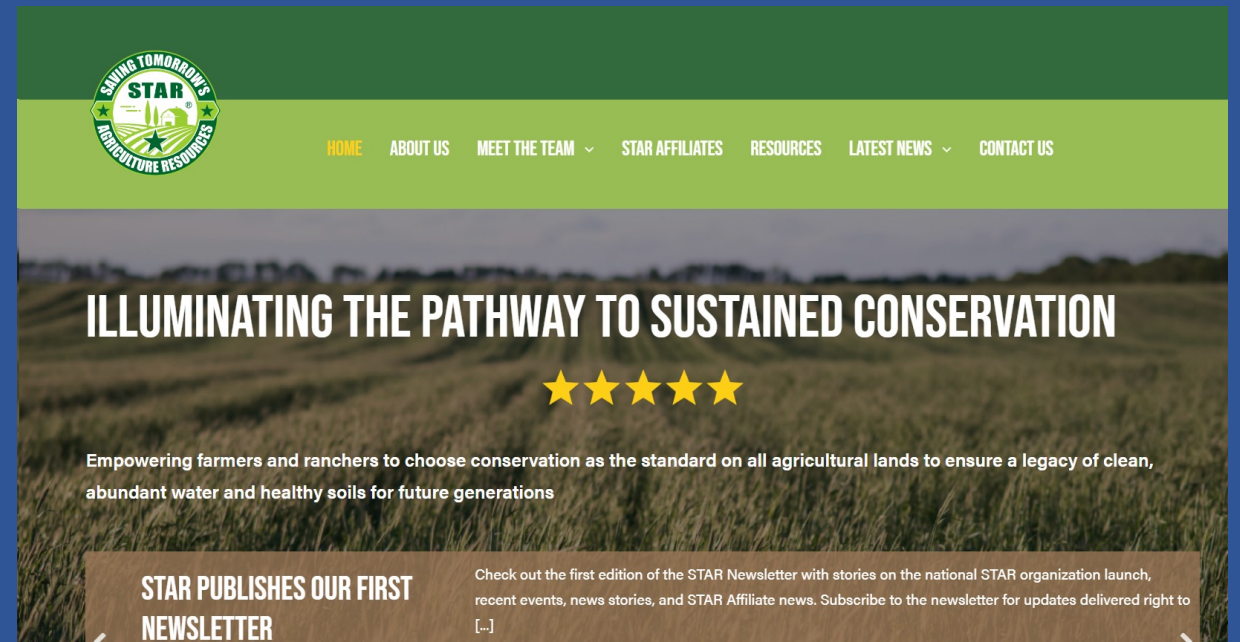 SAVING TOMORROW'S
STAR
®
AGRICULTURE RESOURCES
HOME ABOUT US MEET THE TEAM STAR AFFILIATES RESOURCES LATEST NEWS CONTACT US
ILLUMINATING THE PATHWAY TO SUSTAINED CONSERVATION
Empowering farmers and ranchers to choose conservation as the standard on all agricultural lands to ensure a legacy of clean,
abundant water and healthy soils for future generations
STAR PUBLISHES OUR FIRST
NEWSLETTER
Check out the first edition of the STAR Newsletter with stories on the national STAR organization launch,
recent events, news stories, and STAR Affiliate news. Subscribe to the newsletter for updates delivered right to
[...]